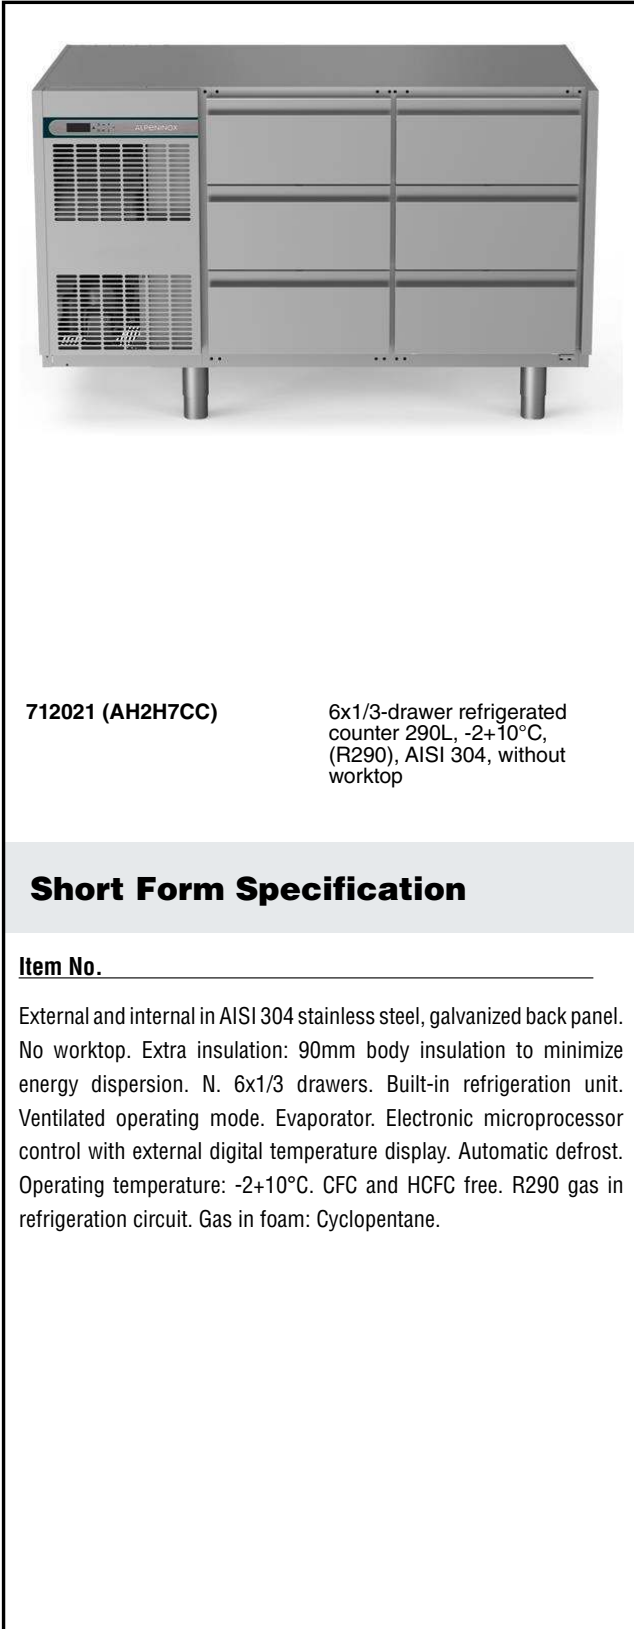 ALPENINOX
712021 (AH2H7CC)
6x1/3-drawer refrigerated
counter 290L, -2+10°C,
(R290), AISI 304, without
worktop
Short Form Specification
Item No.
External and internal in AISI 304 stainless steel, galvanized back panel.
No worktop. Extra insulation: 90mm body insulation to minimize
energy dispersion. N. 6x1/3 drawers. Built-in refrigeration unit.
Ventilated operating mode. Evaporator. Electronic microprocessor
control with external digital temperature display. Automatic defrost.
Operating temperature: -2+10°C. CFC and HCFC free. R290 gas in
refrigeration circuit. Gas in foam: Cyclopentane.